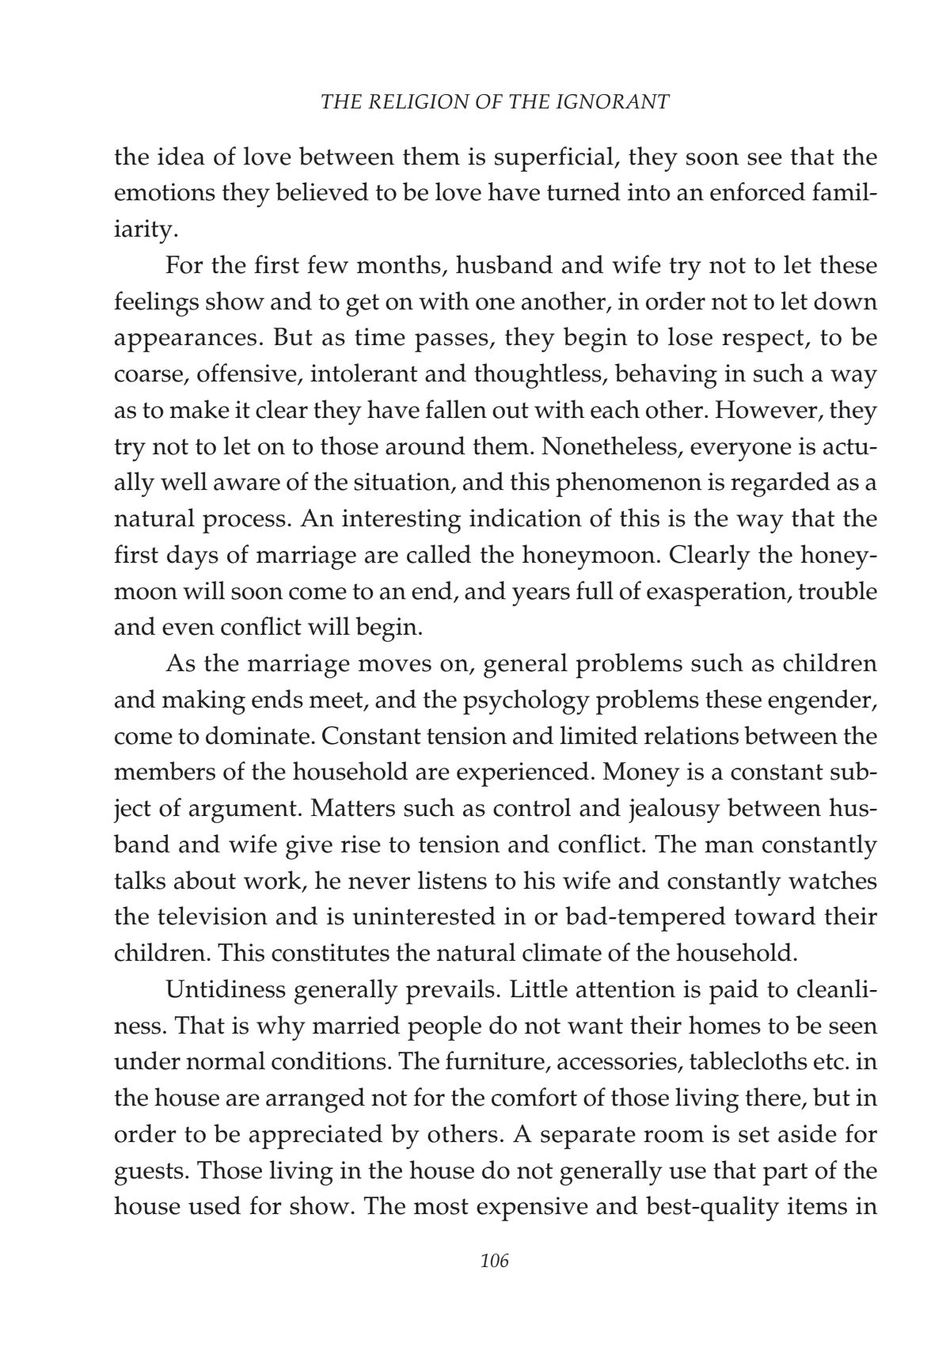 THE RELIGION OF THE IGNORANT
the idea of love between them is superficial, they soon see that the
emotions they believed to be love have turned into an enforced famil-
iarity.
For the first few months, husband and wife try not to let these
feelings show and to get on with one another, in order not to let down
appearances. But as time passes, they begin to lose respect, to be
coarse, offensive, intolerant and thoughtless, behaving in such a way
as to make it clear they have fallen out with each other. However, they
try not to let on to those around them. Nonetheless, everyone is actu-
ally well aware of the situation, and this phenomenon is regarded as a
natural process. An interesting indication of this is the way that the
first days of marriage are called the honeymoon. Clearly the honey-
moon will soon come to an end, and years full of exasperation, trouble
and even conflict will begin.
As the marriage moves on, general problems such as children
and making ends meet, and the psychology problems these engender,
come to dominate. Constant tension and limited relations between the
members of the household are experienced. Money is a constant sub-
ject of argument. Matters such as control and jealousy between hus-
band and wife give rise to tension and conflict. The man constantly
talks about work, he never listens to his wife and constantly watches
the television and is uninterested in or bad-tempered toward their
children. This constitutes the natural climate of the household.
Untidiness generally prevails. Little attention is paid to cleanli-
ness. That is why married people do not want their homes to be seen
under normal conditions. The furniture, accessories, tablecloths etc. in
the house are arranged not for the comfort of those living there, but in
order to be appreciated by others. A separate room is set aside for
guests. Those living in the house do not generally use that part of the
house used for show. The most expensive and best-quality items in
106